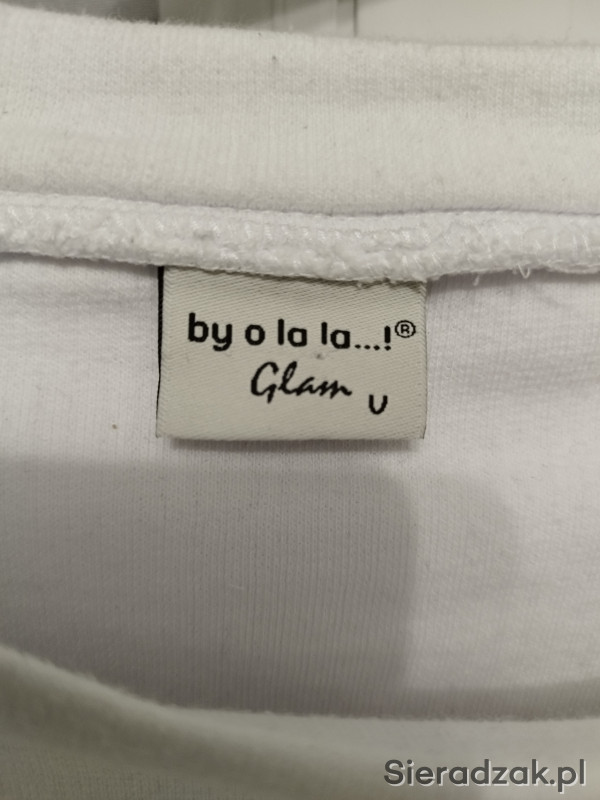 by o la la...!®
Glam
U
Sieradzak.pl